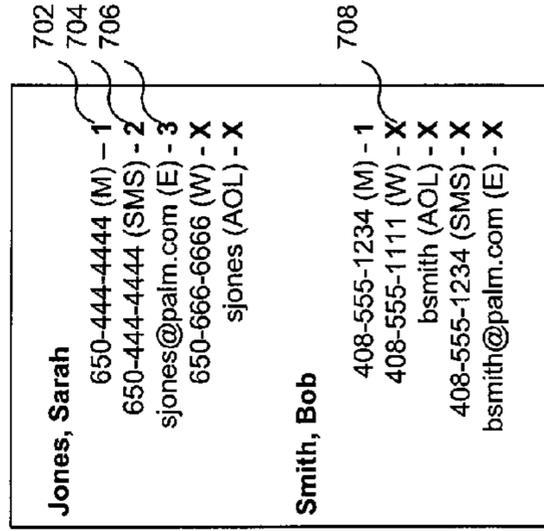 Jones, Sarah
650-444-4444 (M) – 1
650-444-4444 (SMS) - 2
sjones@palm.com (E) - 3
650-666-6666 (W) - X
sjones (AOL) - X
Smith, Bob
408-555-1234 (M) - 1
408-555-1111 (W) - X
bsmith (AOL) - X
408-555-1234 (SMS) - X
bsmith@palm.com (E) - X
702
704
706
708